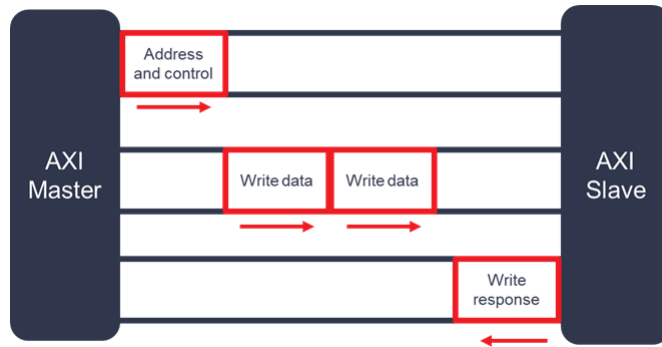 Address
and control
AXI
Master
Write data
Write data
AXI
Slave
Write
response